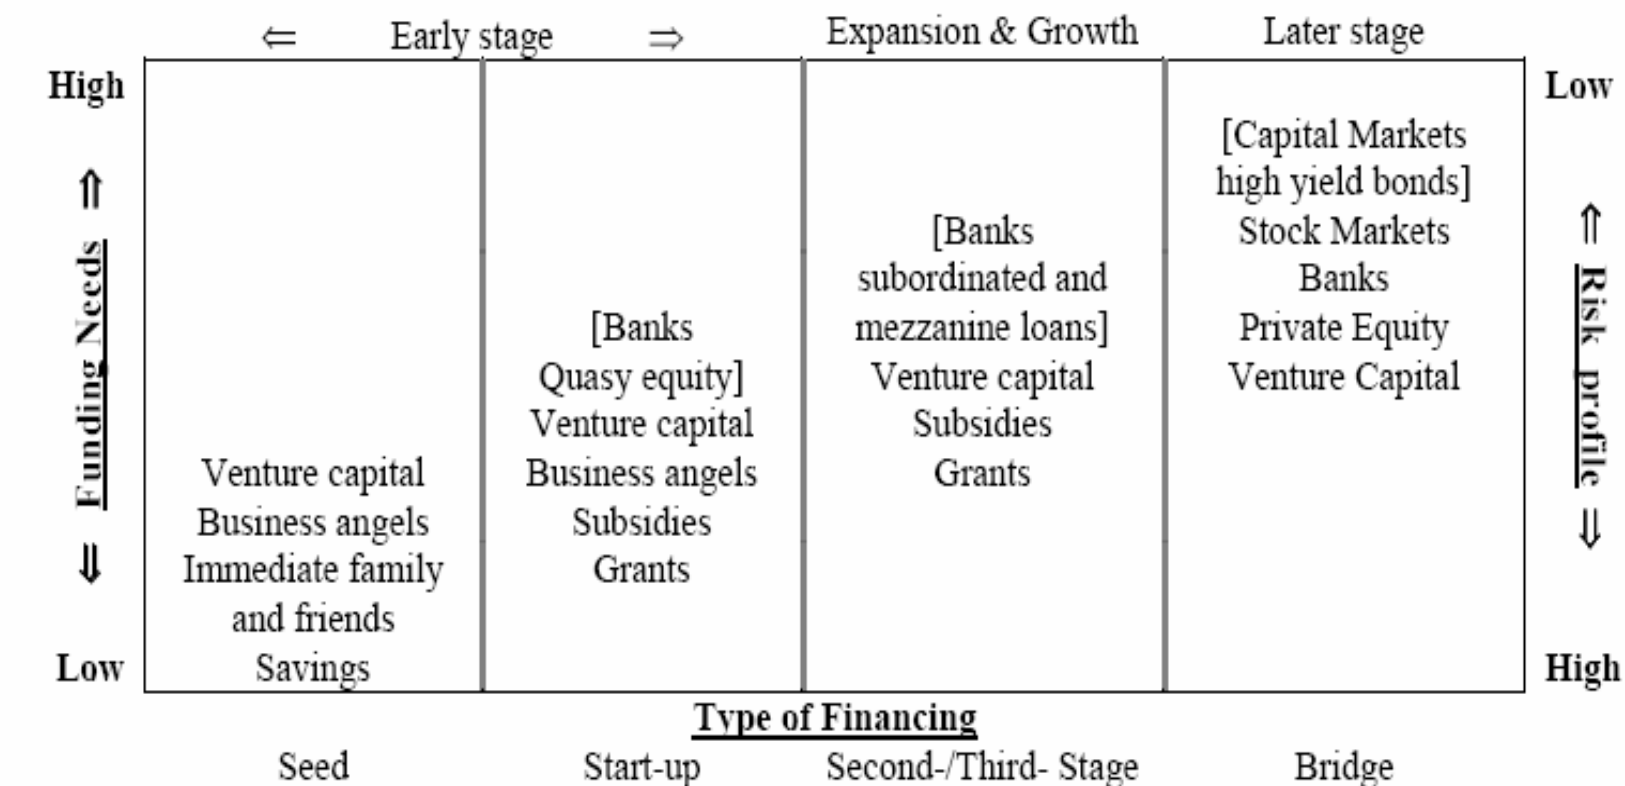 ⇐ Early stage ⇒ Expansion & Growth Later stage
High
Low
⇑ Funding Needs ⇓
Low
High
⇑ Risk profile ⇓
Venture capital
Business angels
Immediate family
and friends
Savings
[Banks
Quasy equity]
Venture capital
Business angels
Subsidies
Grants
[Banks
subordinated and
mezzanine loans]
Venture capital
Subsidies
Grants
[Capital Markets
high yield bonds]
Stock Markets
Banks
Private Equity
Venture Capital
Type of Financing
Seed Start-up Second-/Third- Stage Bridge